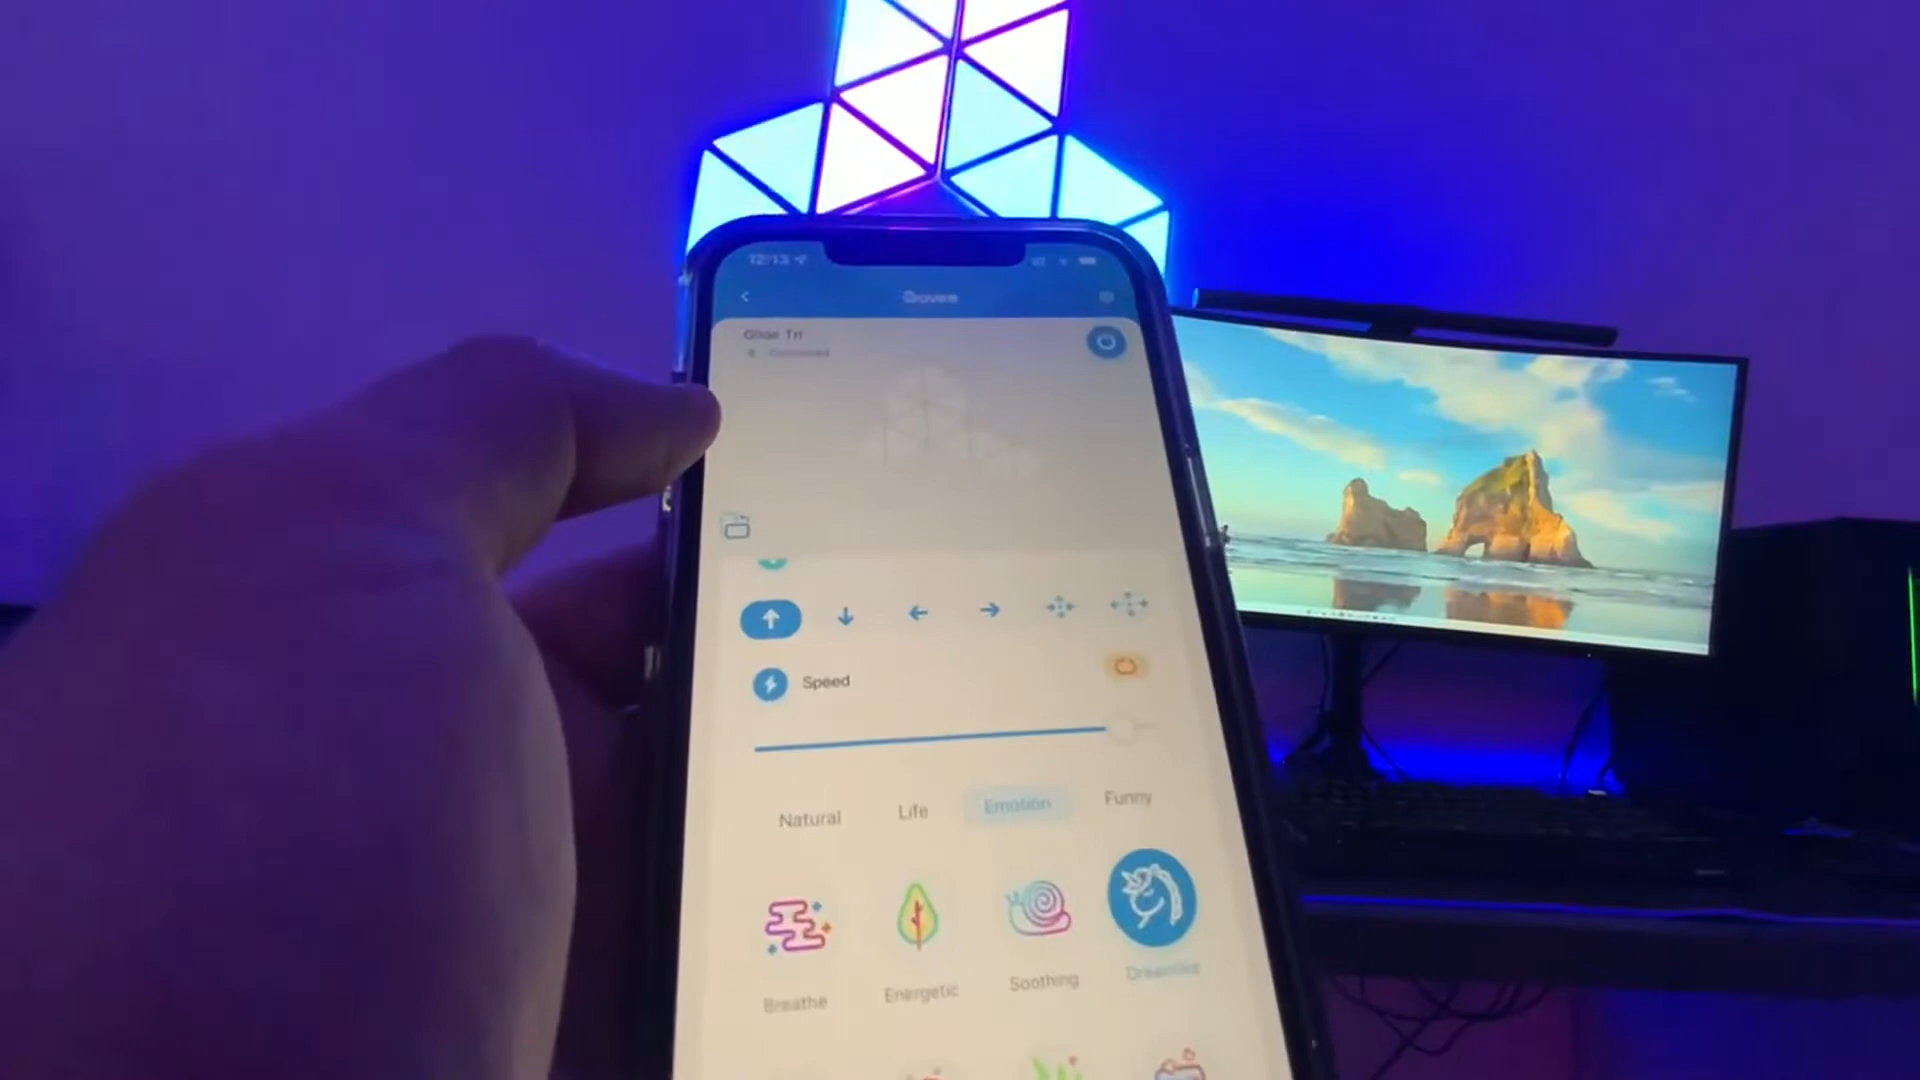 12:13
Govee
Glide Tri
Connected
Speed
Natural
Life
Emotion
Funny
Breathe
Energetic
Soothing
Dreamlike